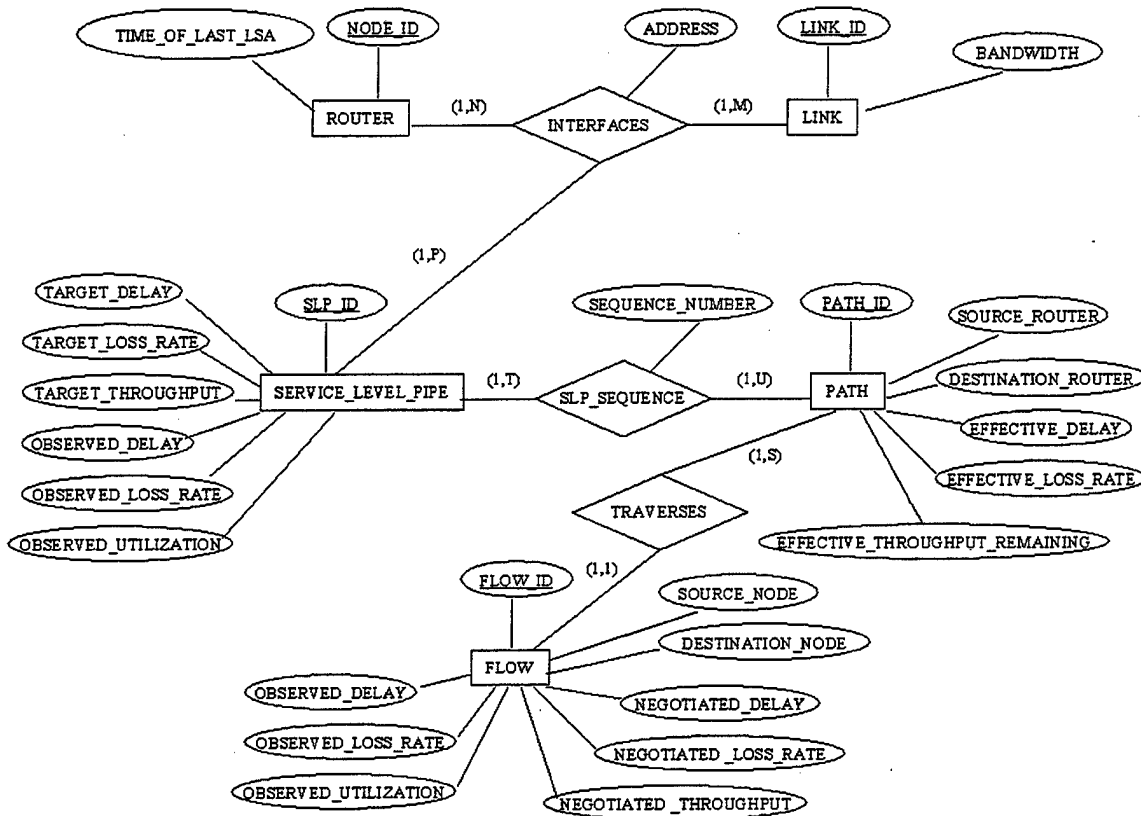 TIME_OF_LAST_LSA
NODE_ID
ADDRESS
LINK_ID
BANDWIDTH
ROUTER
(1,N)
INTERFACES
(1,M)
LINK
(1,P)
TARGET_DELAY
SLP_ID
SEQUENCE_NUMBER
PATH_ID
SOURCE_ROUTER
TARGET_LOSS_RATE
TARGET_THROUGHPUT
SERVICE_LEVEL_PIPE
(1,T)
SLP_SEQUENCE
(1,U)
PATH
DESTINATION_ROUTER
OBSERVED_DELAY
EFFECTIVE_DELAY
OBSERVED_LOSS_RATE
(1,S)
EFFECTIVE_LOSS_RATE
TRAVERSES
OBSERVED_UTILIZATION
EFFECTIVE_THROUGHPUT_REMAINING
FLOW_ID
(1,1)
SOURCE_NODE
DESTINATION_NODE
FLOW
OBSERVED_DELAY
NEGOTIATED_DELAY
OBSERVED_LOSS_RATE
NEGOTIATED_LOSS_RATE
OBSERVED_UTILIZATION
NEGOTIATED_THROUGHPUT